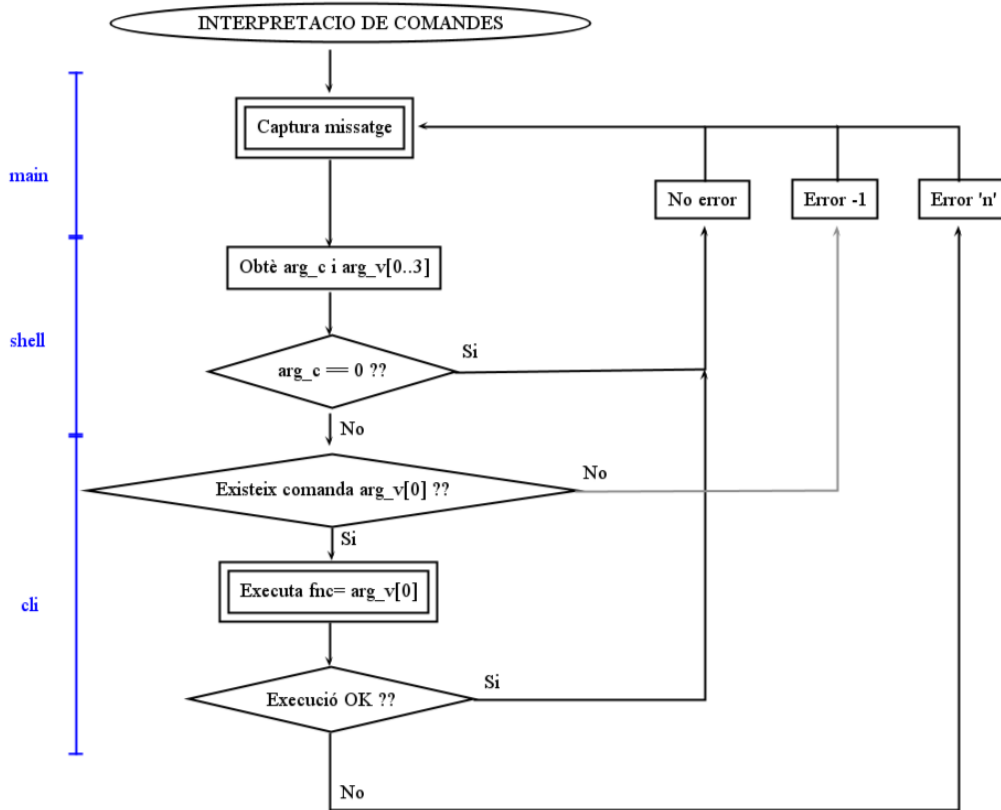 INTERPRETACIO DE COMANDES
Captura missatge
main
No error
Error -1
Error 'n'
Obtè arg_c i arg_v[0..3]
shell
Si
arg_c == 0 ??
No
Existeix comanda arg_v[0] ??
No
Si
Executa fnc= arg_v[0]
cli
Execució OK ??
Si
No